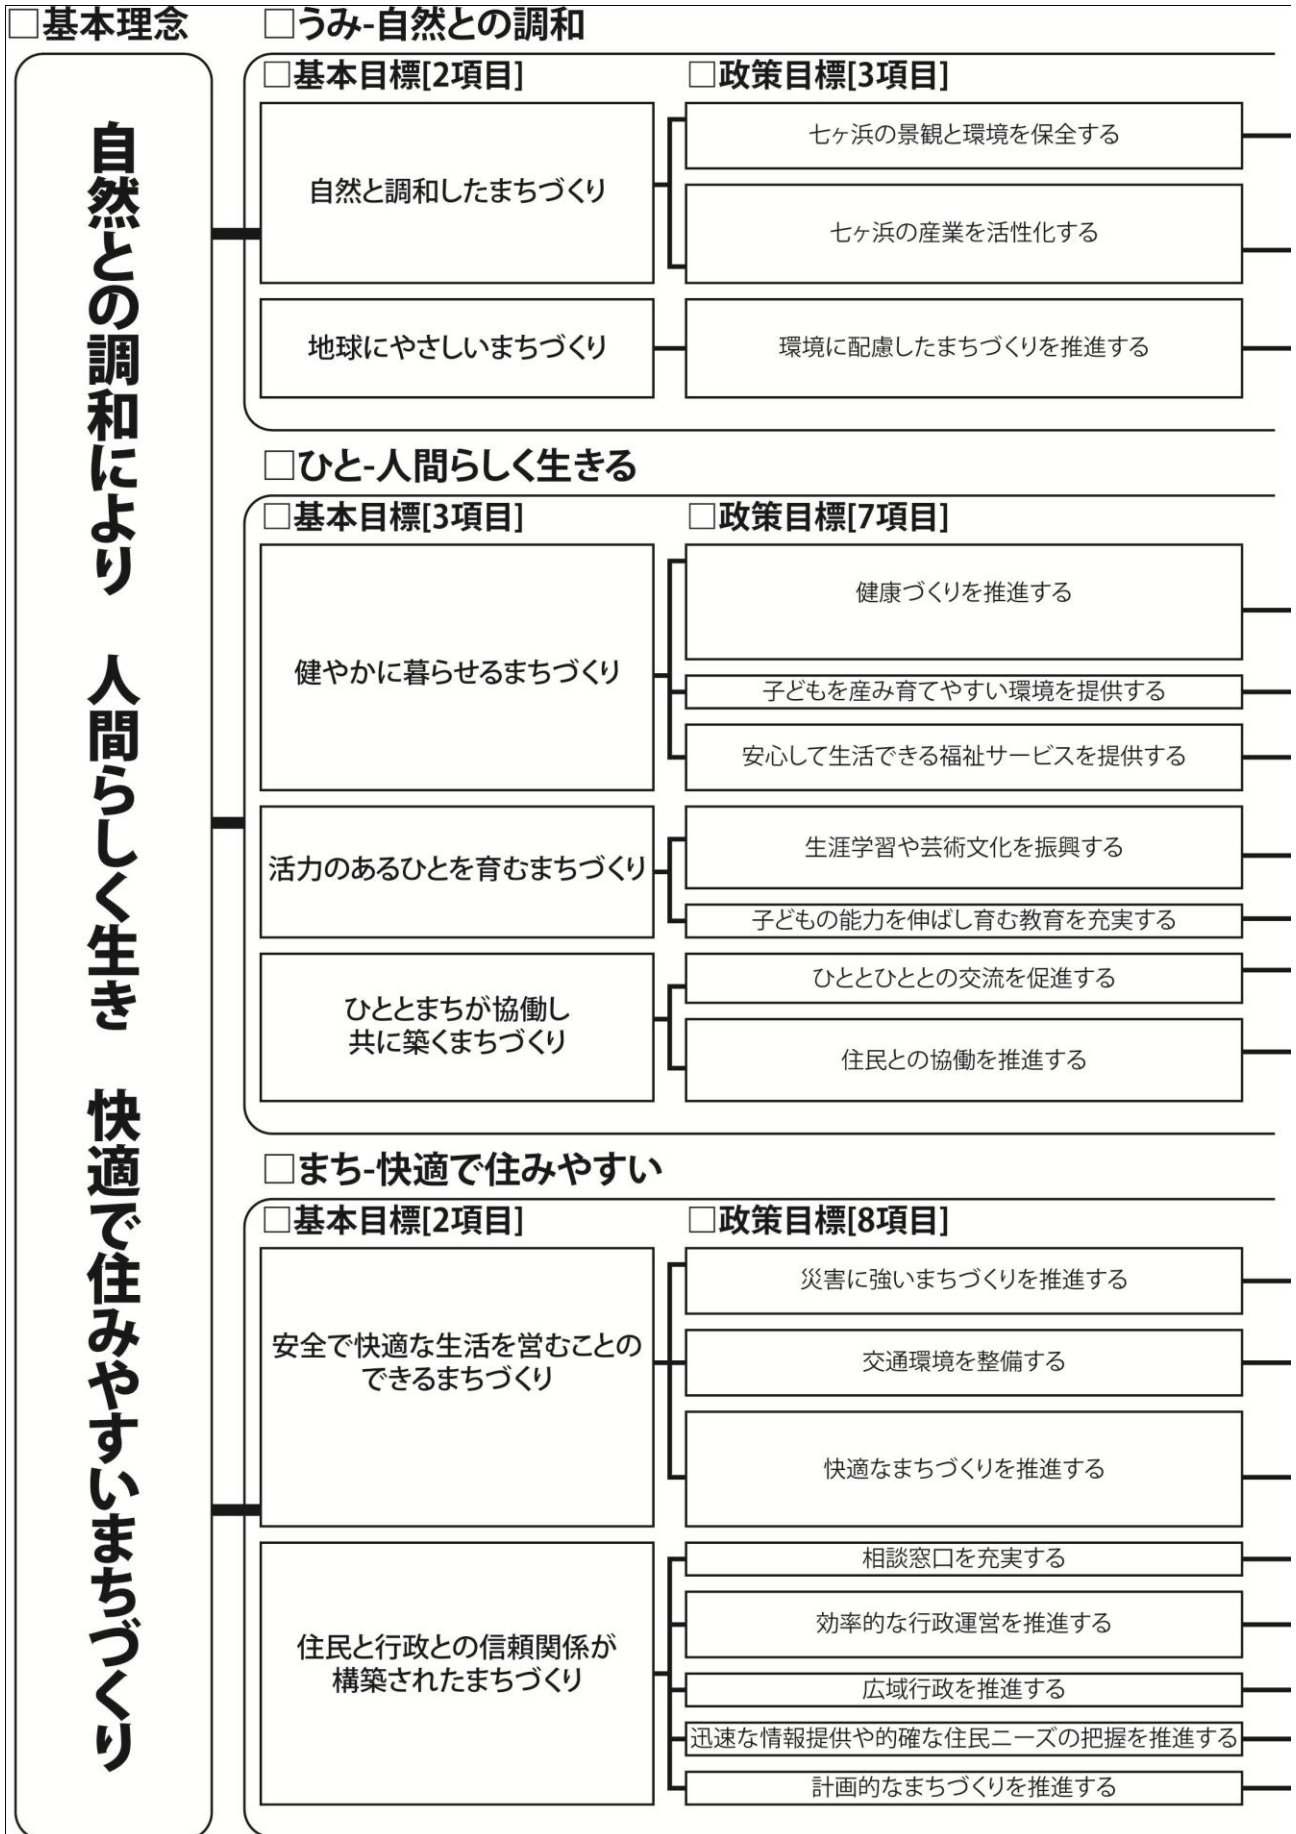 □基本理念
自然との調和により　人間らしく生き　快適で住みやすいまちづくり
□うみ-自然との調和
□基本目標[2項目]
□政策目標[3項目]
自然と調和したまちづくり
七ヶ浜の景観と環境を保全する
七ヶ浜の産業を活性化する
地球にやさしいまちづくり
環境に配慮したまちづくりを推進する
□ひと-人間らしく生きる
□基本目標[3項目]
□政策目標[7項目]
健やかに暮らせるまちづくり
健康づくりを推進する
子どもを産み育てやすい環境を提供する
安心して生活できる福祉サービスを提供する
活力のあるひとを育むまちづくり
生涯学習や芸術文化を振興する
子どもの能力を伸ばし育む教育を充実する
ひととまちが協働し
共に築くまちづくり
ひととひととの交流を促進する
住民との協働を推進する
□まち-快適で住みやすい
□基本目標[2項目]
□政策目標[8項目]
安全で快適な生活を営むことの
できるまちづくり
災害に強いまちづくりを推進する
交通環境を整備する
快適なまちづくりを推進する
住民と行政との信頼関係が
構築されたまちづくり
相談窓口を充実する
効率的な行政運営を推進する
広域行政を推進する
迅速な情報提供や的確な住民ニーズの把握を推進する
計画的なまちづくりを推進する